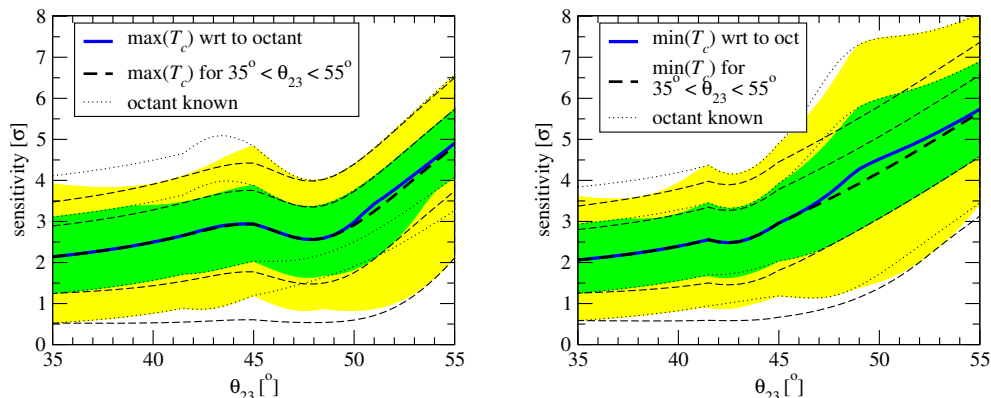 8
7
6
5
4
3
2
1
0
sensitivity [σ]
max(T_c) wrt to octant
max(T_c) for 35° < θ₂₃ < 55°
octant known
35 40 45 50 55
θ₂₃ [°]
8
7
6
5
4
3
2
1
0
sensitivity [σ]
min(T_c) wrt to oct
min(T_c) for
35° < θ₂₃ < 55°
octant known
35 40 45 50 55
θ₂₃ [°]